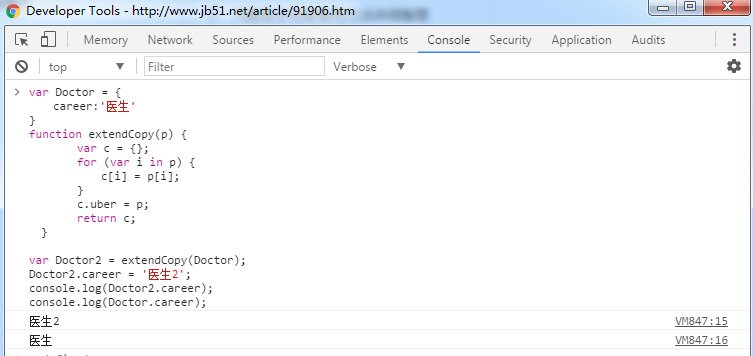 Developer Tools - http://www.jb51.net/article/91906.htm
Memory Network Sources Performance Elements Console Security Application Audits
top Filter Verbose
> var Doctor = {
career:'医生'
}
function extendCopy(p) {
var c = {};
for (var i in p) {
c[i] = p[i];
}
c.uber = p;
return c;
}
var Doctor2 = extendCopy(Doctor);
Doctor2.career = '医生2';
console.log(Doctor2.career);
console.log(Doctor.career);
医生2 VM847:15
医生 VM847:16